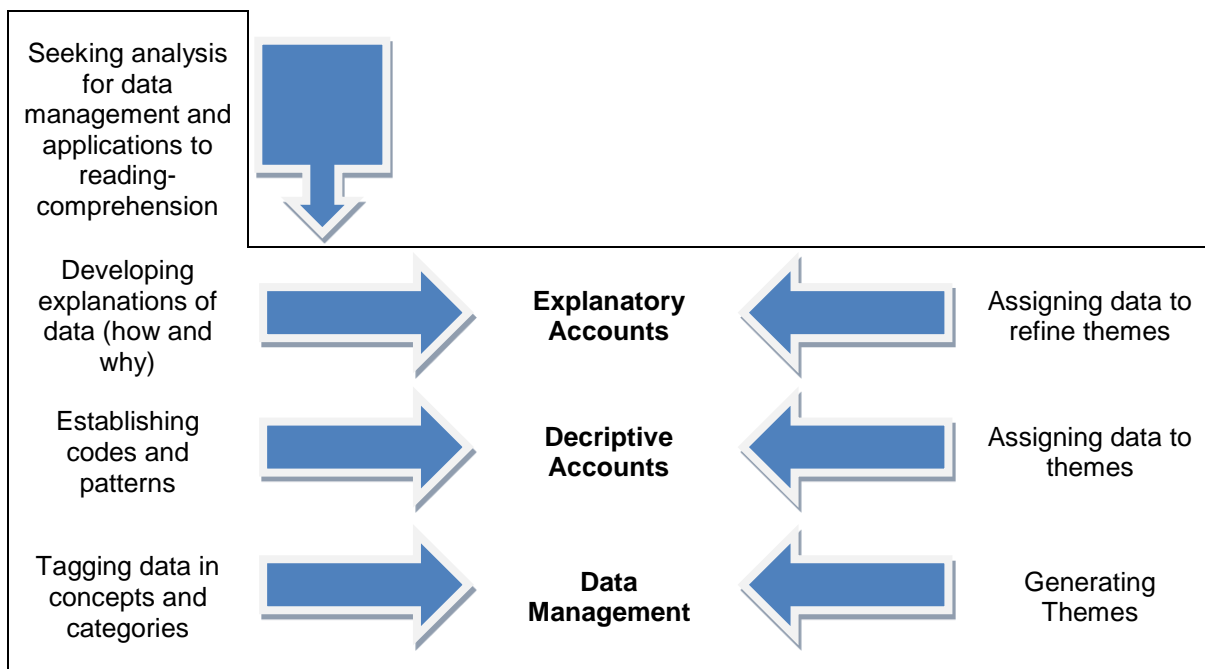 Seeking analysis
for data
management and
applications to
reading-
comprehension
Developing
explanations of
data (how and
why)
Explanatory
Accounts
Assigning data to
refine themes
Establishing
codes and
patterns
Decriptive
Accounts
Assigning data to
themes
Tagging data in
concepts and
categories
Data
Management
Generating
Themes